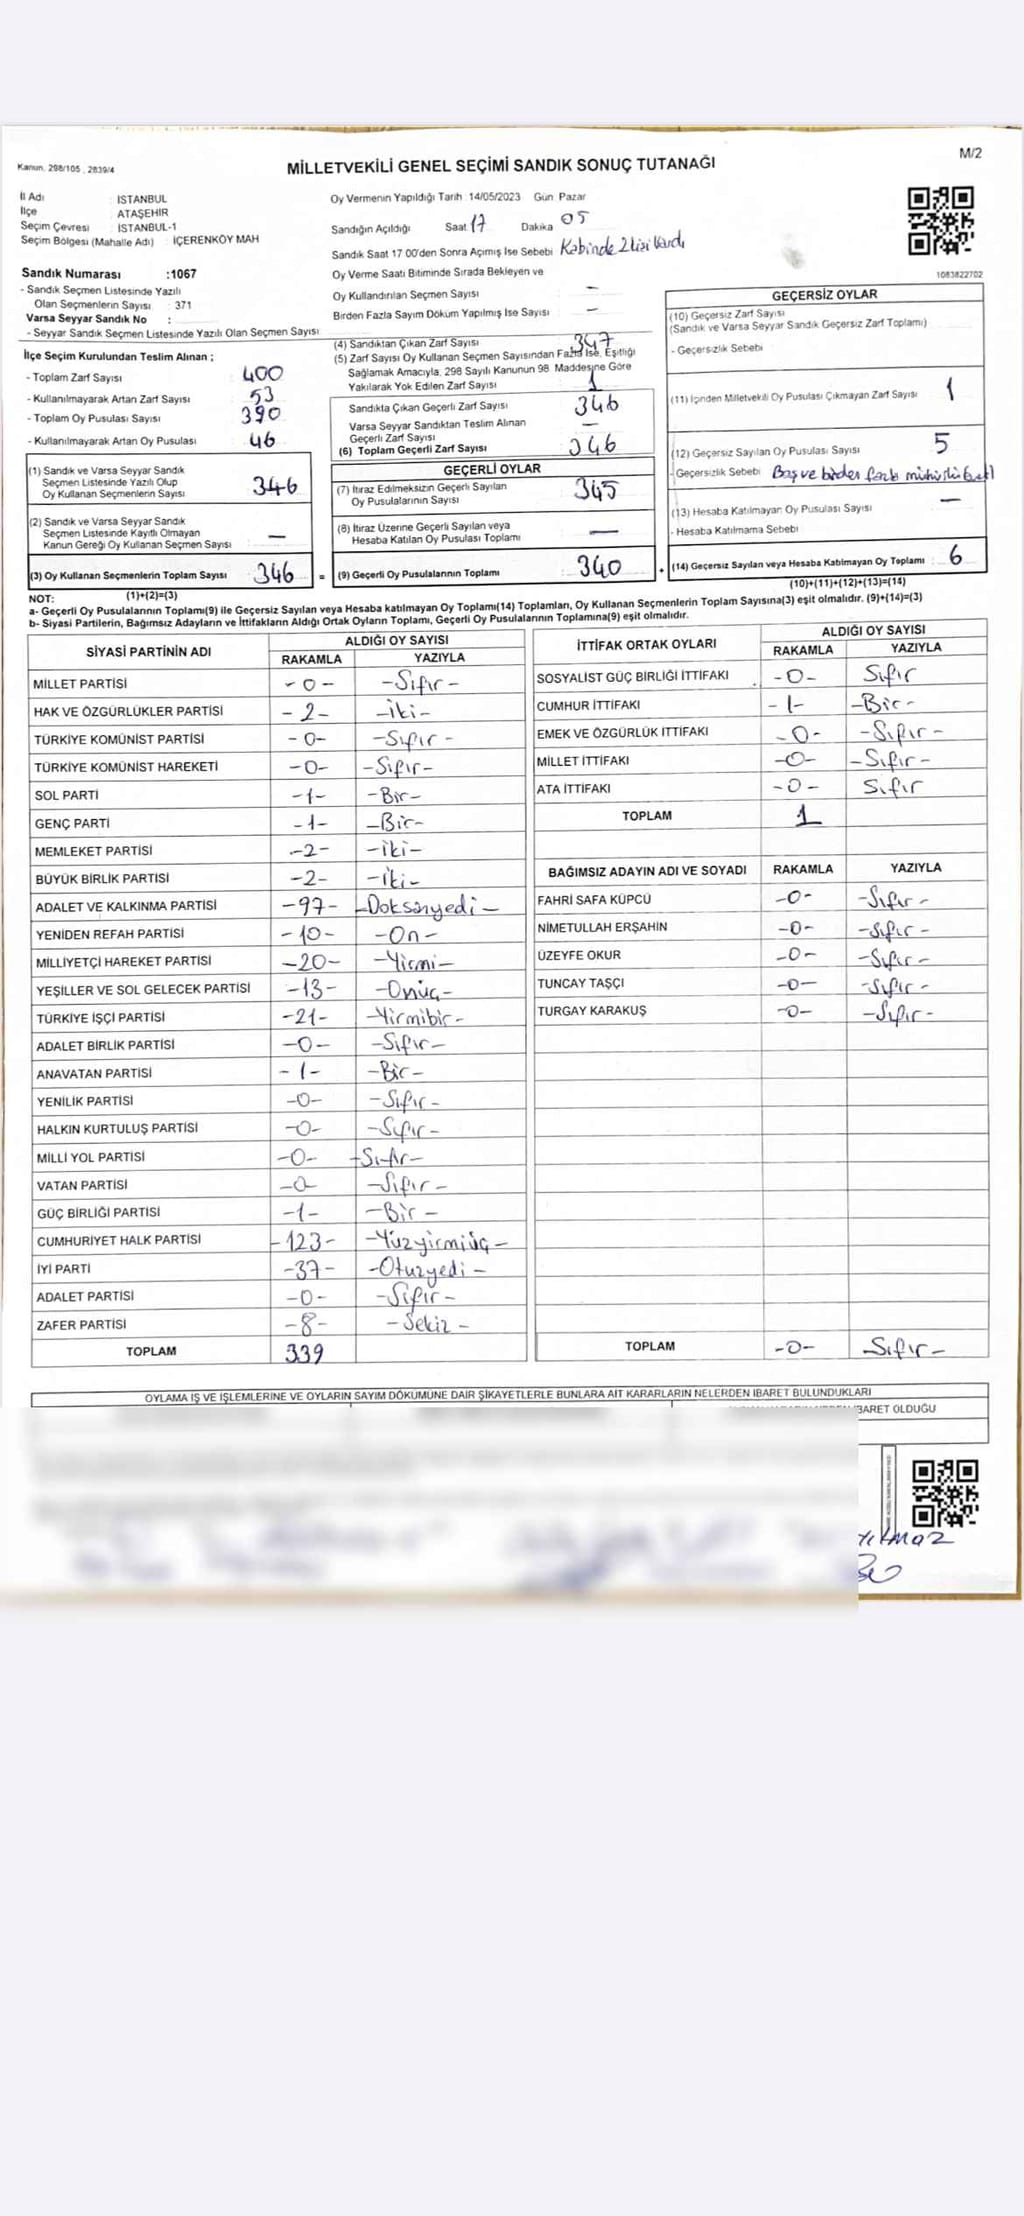 Kanun, 298/105 , 2839/4
MİLLETVEKİLİ GENEL SEÇİMİ SANDIK SONUÇ TUTANAĞI
M/2
İl Adı : İSTANBUL
İlçe : ATAŞEHİR
Seçim Çevresi : İSTANBUL-1
Seçim Bölgesi (Mahalle Adı) : İÇERENKÖY MAH
Sandık Numarası :1067
- Sandık Seçmen Listesinde Yazılı
Olan Seçmenlerin Sayısı : 371
Varsa Seyyar Sandık No :
- Seyyar Sandık Seçmen Listesinde Yazılı Olan Seçmen Sayısı
Oy Vermenin Yapıldığı Tarih :14/05/2023 Gün: Pazar
Sandığın Açıldığı Saat 17 Dakika 05
Sandık Saat 17:00'den Sonra Açımış İse Sebebi Kabinde 2 kişi vardı
Oy Verme Saati Bitiminde Sırada Bekleyen ve
Oy Kullandırılan Seçmen Sayısı –
Birden Fazla Sayım Döküm Yapılmış İse Sayısı –
1083822702
İlçe Seçim Kurulundan Teslim Alınan ;
- Toplam Zarf Sayısı 400
- Kullanılmayarak Artan Zarf Sayısı 53
- Toplam Oy Pusulası Sayısı 390
- Kullanılmayarak Artan Oy Pusulası 46
(1) Sandık ve Varsa Seyyar Sandık
Seçmen Listesinde Yazılı Olup
Oy Kullanan Seçmenlerin Sayısı 346
(2) Sandık ve Varsa Seyyar Sandık
Seçmen Listesinde Kayıtlı Olmayan
Kanun Gereği Oy Kullanan Seçmen Sayısı –
(3) Oy Kullanan Seçmenlerin Toplam Sayısı 346 =
(1)+(2)=(3)
(4) Sandıktan Çıkan Zarf Sayısı 347
(5) Zarf Sayısı Oy Kullanan Seçmen Sayısından Fazla İse, Eşitliği
Sağlamak Amacıyla, 298 Sayılı Kanunun 98. Maddesine Göre
Yakılarak Yok Edilen Zarf Sayısı 1
Sandıkta Çıkan Geçerli Zarf Sayısı 346
Varsa Seyyar Sandıktan Teslim Alınan
Geçerli Zarf Sayısı –
(6) Toplam Geçerli Zarf Sayısı 346
GEÇERLİ OYLAR
(7) İtiraz Edilmeksizin Geçerli Sayılan
Oy Pusulalarının Sayısı 345
(8) İtiraz Üzerine Geçerli Sayılan veya
Hesaba Katılan Oy Pusulası Toplamı –
(9) Geçerli Oy Pusulalarının Toplamı 340 +
GEÇERSİZ OYLAR
(10) Geçersiz Zarf Sayısı
(Sandık ve Varsa Seyyar Sandık Geçersiz Zarf Toplamı)
- Geçersizlik Sebebi
(11) İçinden Milletvekili Oy Pusulası Çıkmayan Zarf Sayısı 1
(12) Geçersiz Sayılan Oy Pusulası Sayısı 5
- Geçersizlik Sebebi Boş ve birden fazla mühürlü
(13) Hesaba Katılmayan Oy Pusulası Sayısı –
- Hesaba Katılmama Sebebi
(14) Geçersiz Sayılan veya Hesaba Katılmayan Oy Toplamı : 6
(10)+(11)+(12)+(13)=(14)
NOT:
a- Geçerli Oy Pusulalarının Toplamı(9) ile Geçersiz Sayılan veya Hesaba katılmayan Oy Toplamı(14) Toplamları, Oy Kullanan Seçmenlerin Toplam Sayısına(3) eşit olmalıdır. (9)+(14)=(3)
b- Siyasi Partilerin, Bağımsız Adayların ve İttifakların Aldığı Ortak Oyların Toplamı, Geçerli Oy Pusulalarının Toplamına(9) eşit olmalıdır.
SİYASİ PARTİNİN ADI ALDIĞI OY SAYISI
RAKAMLA YAZIYLA
MİLLET PARTİSİ -0- -Sıfır-
HAK VE ÖZGÜRLÜKLER PARTİSİ -2- -İki-
TÜRKİYE KOMÜNİST PARTİSİ -0- -Sıfır-
TÜRKİYE KOMÜNİST HAREKETİ -0- -Sıfır-
SOL PARTİ -1- -Bir-
GENÇ PARTİ -1- -Bir-
MEMLEKET PARTİSİ -2- -iki-
BÜYÜK BİRLİK PARTİSİ -2- -iki-
ADALET VE KALKINMA PARTİSİ -97- -Doksanyedi-
YENİDEN REFAH PARTİSİ -10- -On-
MİLLİYETÇİ HAREKET PARTİSİ -20- -Yirmi-
YEŞİLLER VE SOL GELECEK PARTİSİ -13- -Onüç-
TÜRKİYE İŞÇİ PARTİSİ -21- -Yirmibir-
ADALET BİRLİK PARTİSİ -0- -Sıfır-
ANAVATAN PARTİSİ -1- -Bir-
YENİLİK PARTİSİ -0- -Sıfır-
HALKIN KURTULUŞ PARTİSİ -0- -Sıfır-
MİLLİ YOL PARTİSİ -0- -Sıfır-
VATAN PARTİSİ -0- -Sıfır-
GÜÇ BİRLİĞİ PARTİSİ -1- -Bir-
CUMHURİYET HALK PARTİSİ -123- -Yüzyirmiüç-
İYİ PARTİ -37- -Otuzyedi-
ADALET PARTİSİ -0- -Sıfır-
ZAFER PARTİSİ -8- -Sekiz-
TOPLAM 339
İTTİFAK ORTAK OYLARI ALDIĞI OY SAYISI
RAKAMLA YAZIYLA
SOSYALİST GÜÇ BİRLİĞİ İTTİFAKI -0- Sıfır
CUMHUR İTTİFAKI -1- -Bir-
EMEK VE ÖZGÜRLÜK İTTİFAKI -0- -Sıfır-
MİLLET İTTİFAKI -0- -Sıfır-
ATA İTTİFAKI -0- Sıfır
TOPLAM 1
BAĞIMSIZ ADAYIN ADI VE SOYADI RAKAMLA YAZIYLA
FAHRİ SAFA KÜPCÜ -0- -Sıfır-
NİMETULLAH ERŞAHİN -0- -Sıfır-
ÜZEYFE OKUR -0- -Sıfır-
TUNCAY TAŞÇI -0- -Sıfır-
TURGAY KARAKUŞ -0- -Sıfır-
TOPLAM -0- Sıfır-
OYLAMA İŞ VE İŞLEMLERİNE VE OYLARIN SAYIM DÖKÜMÜNE DAİR ŞİKAYETLERLE BUNLARA AİT KARARLARIN NELERDEN İBARET BULUNDUKLARI
İBARET OLDUĞU
Yılmaz